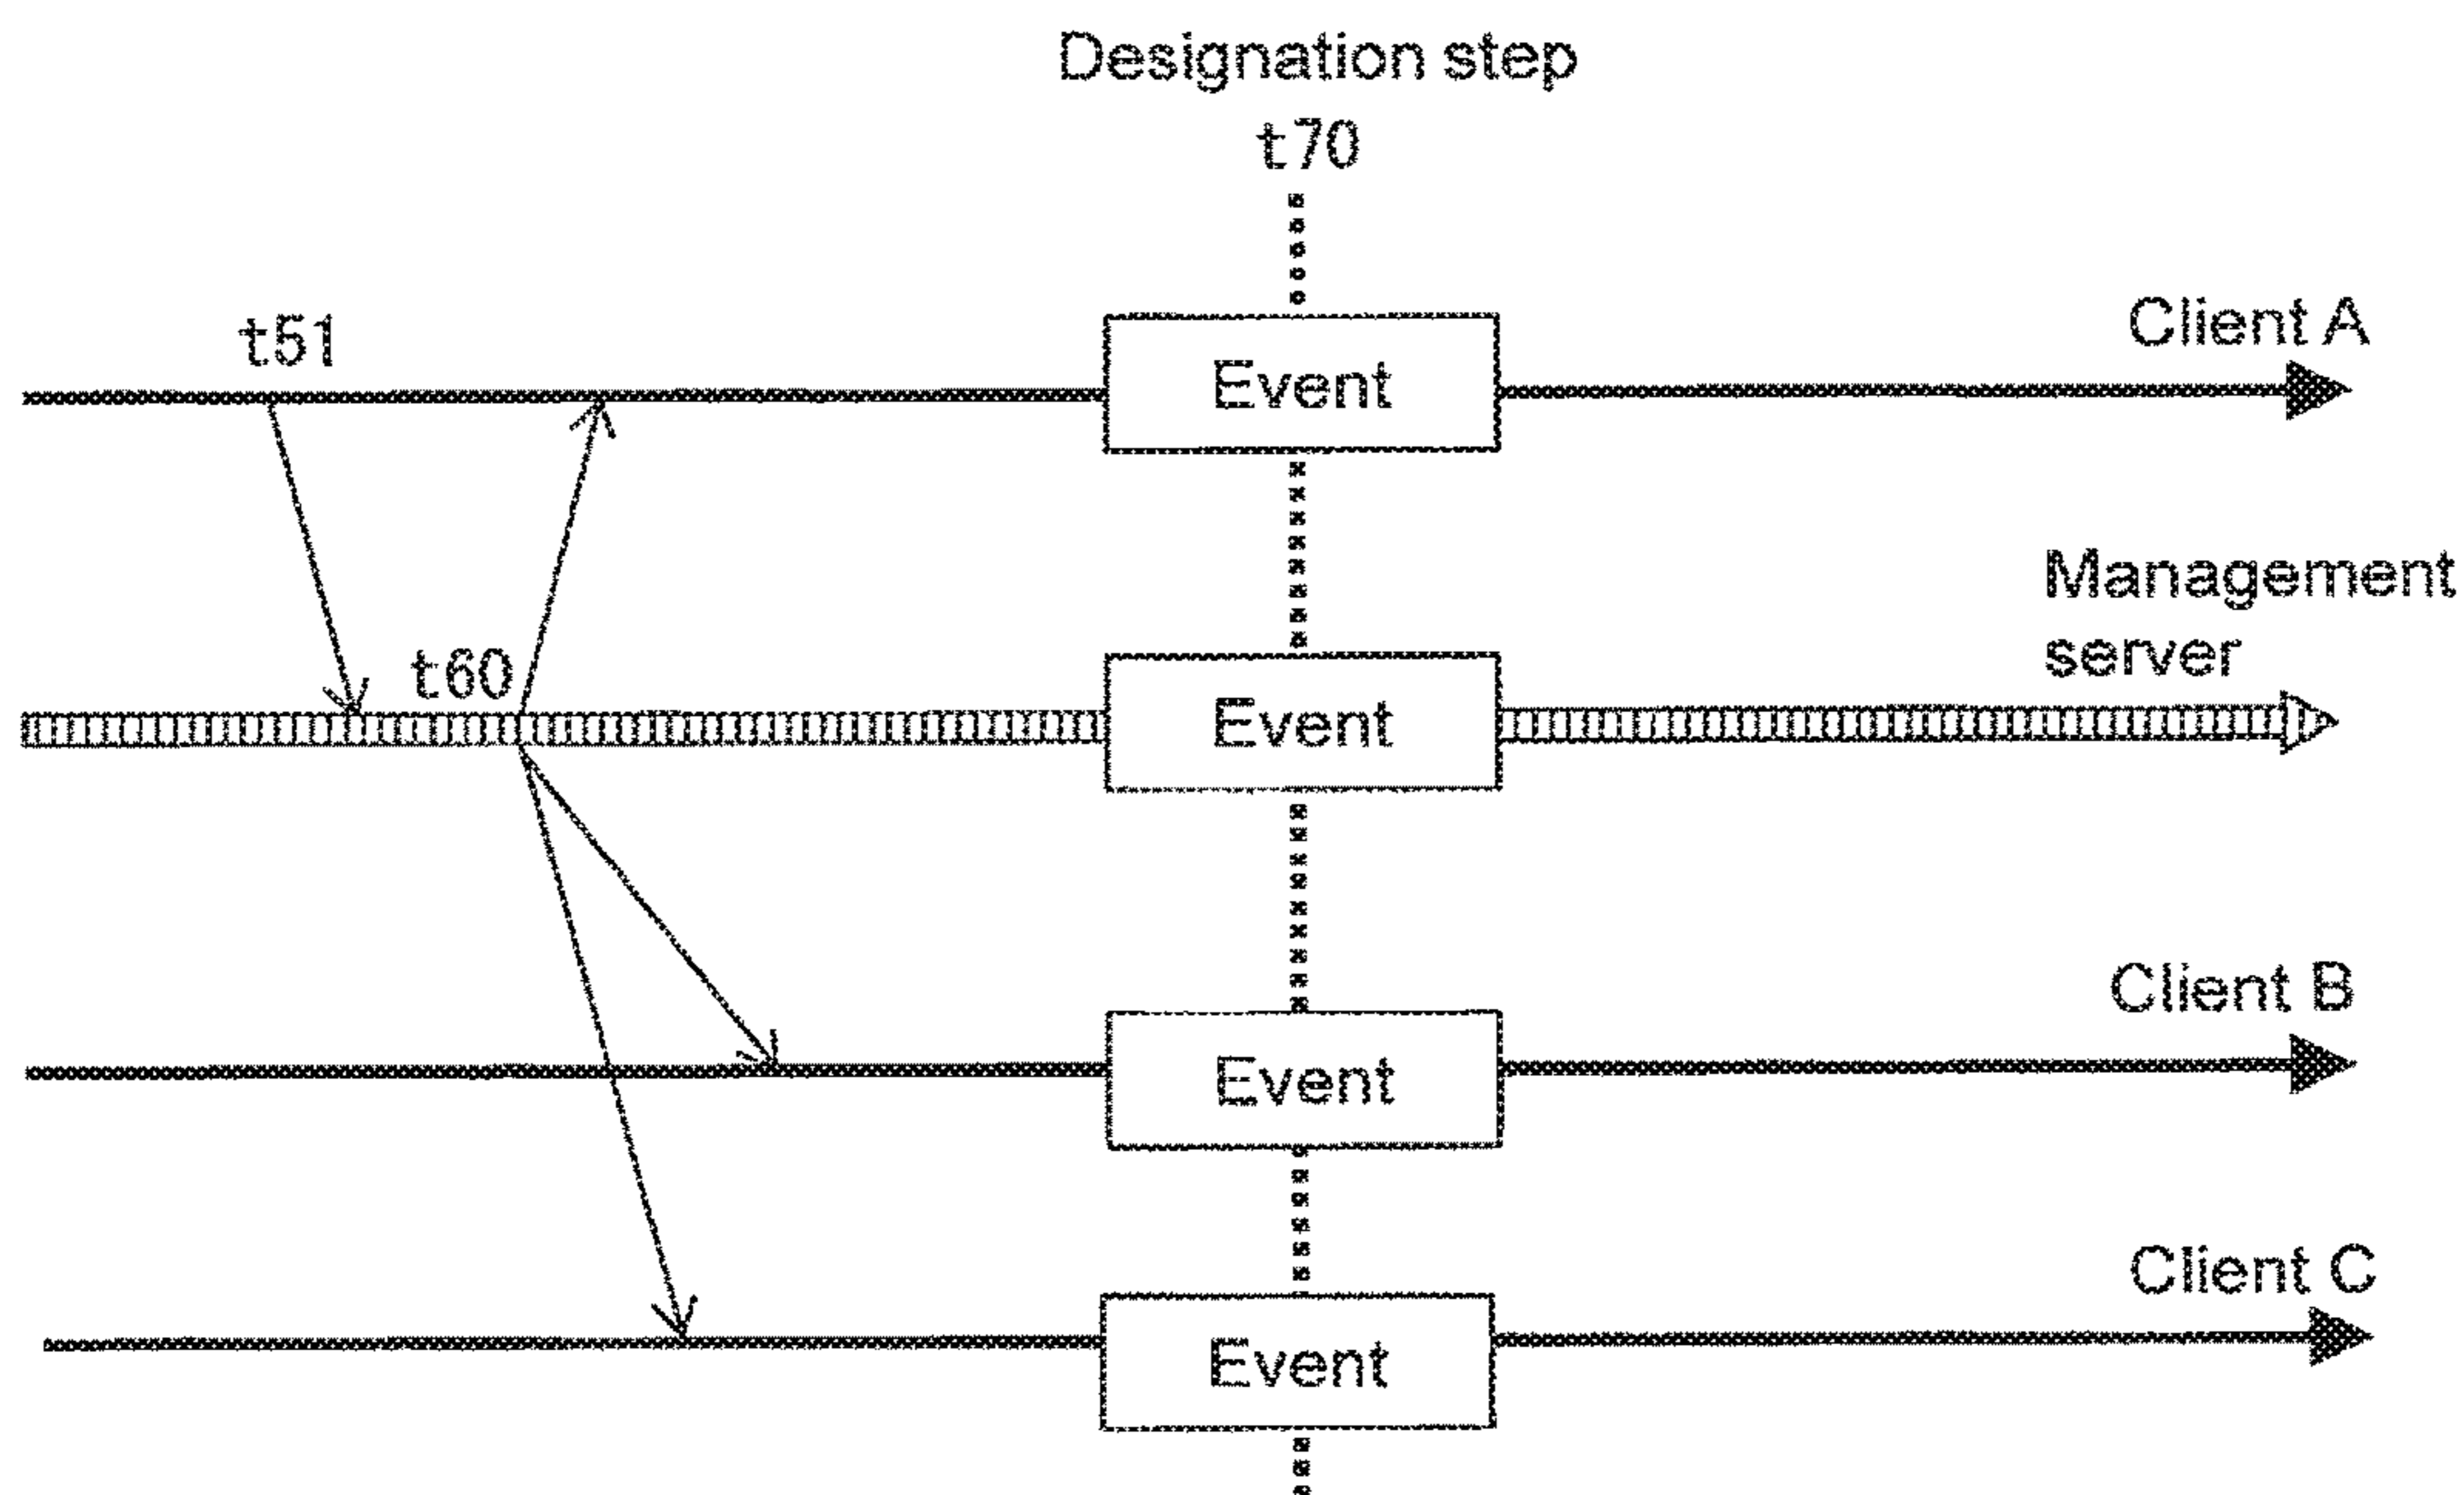 Designation step
t70
t51
Client A
Event
Management
server
t60
Event
Client B
Event
Client C
Event